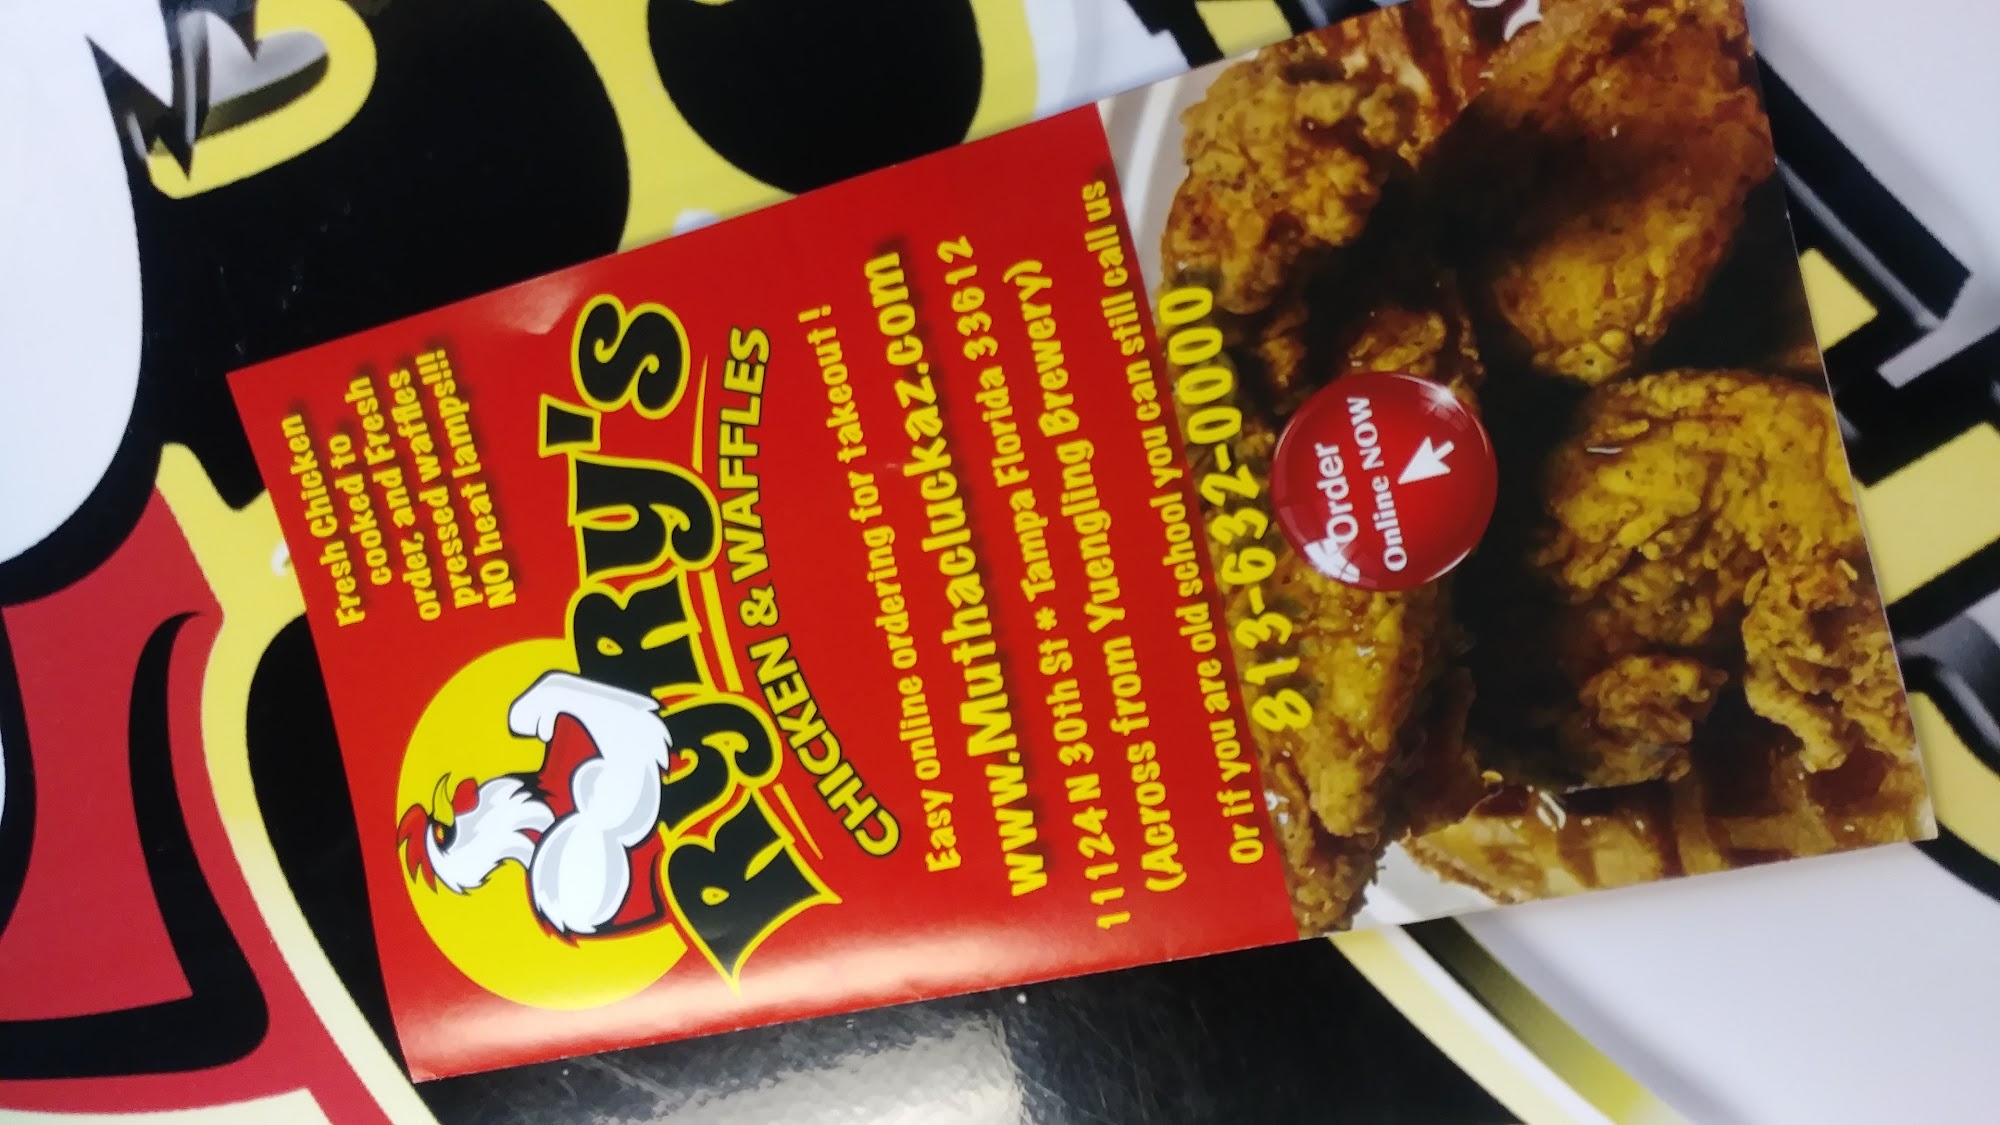 Fresh Chicken
cooked to
order, and Fresh
pressed waffles
NO heat lamps!!!
RgRy's
CHICKEN & WAFFLES
Easy online ordering for takeout !
www.Muthacluckaz.com
11124 N 30th St * Tampa Florida 33612
(Across from Yuengling Brewery)
Or if you are old school you can still call us
813-632-0000
Order
Online NOW